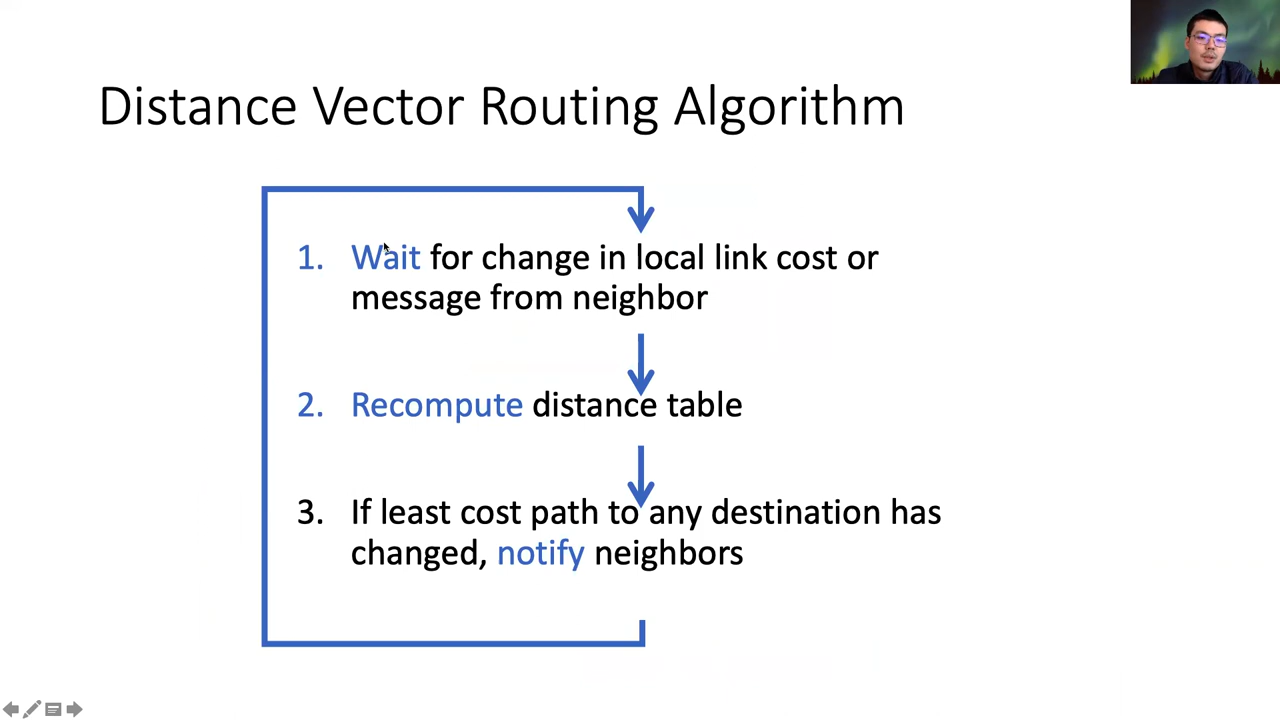 Distance Vector Routing Algorithm
1. Wait for change in local link cost or
message from neighbor
2. Recompute distance table
3. If least cost path to any destination has
changed, notify neighbors